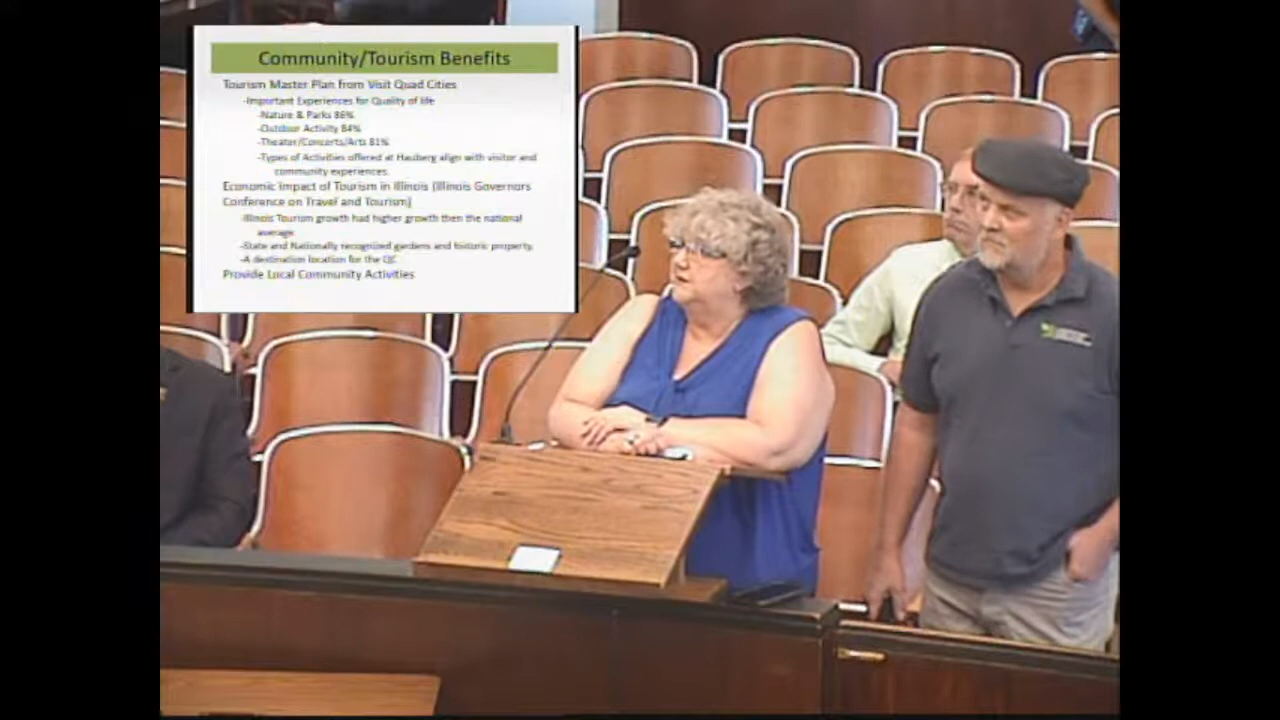 Community/Tourism Benefits
Tourism Master Plan from Visit Quad Cities
-Important Experiences for Quality of life
-Nature & Parks 86%
-Outdoor Activity 84%
-Theater/Concerts/Arts 81%
-Types of Activities offered at Hauberg align with visitor and
community experiences.
Economic Impact of Tourism in Illinois (Illinois Governors
Conference on Travel and Tourism)
-Illinois Tourism growth had higher growth then the national
average
-State and Nationally recognized gardens and historic property.
-A destination location for the QC
Provide Local Community Activities